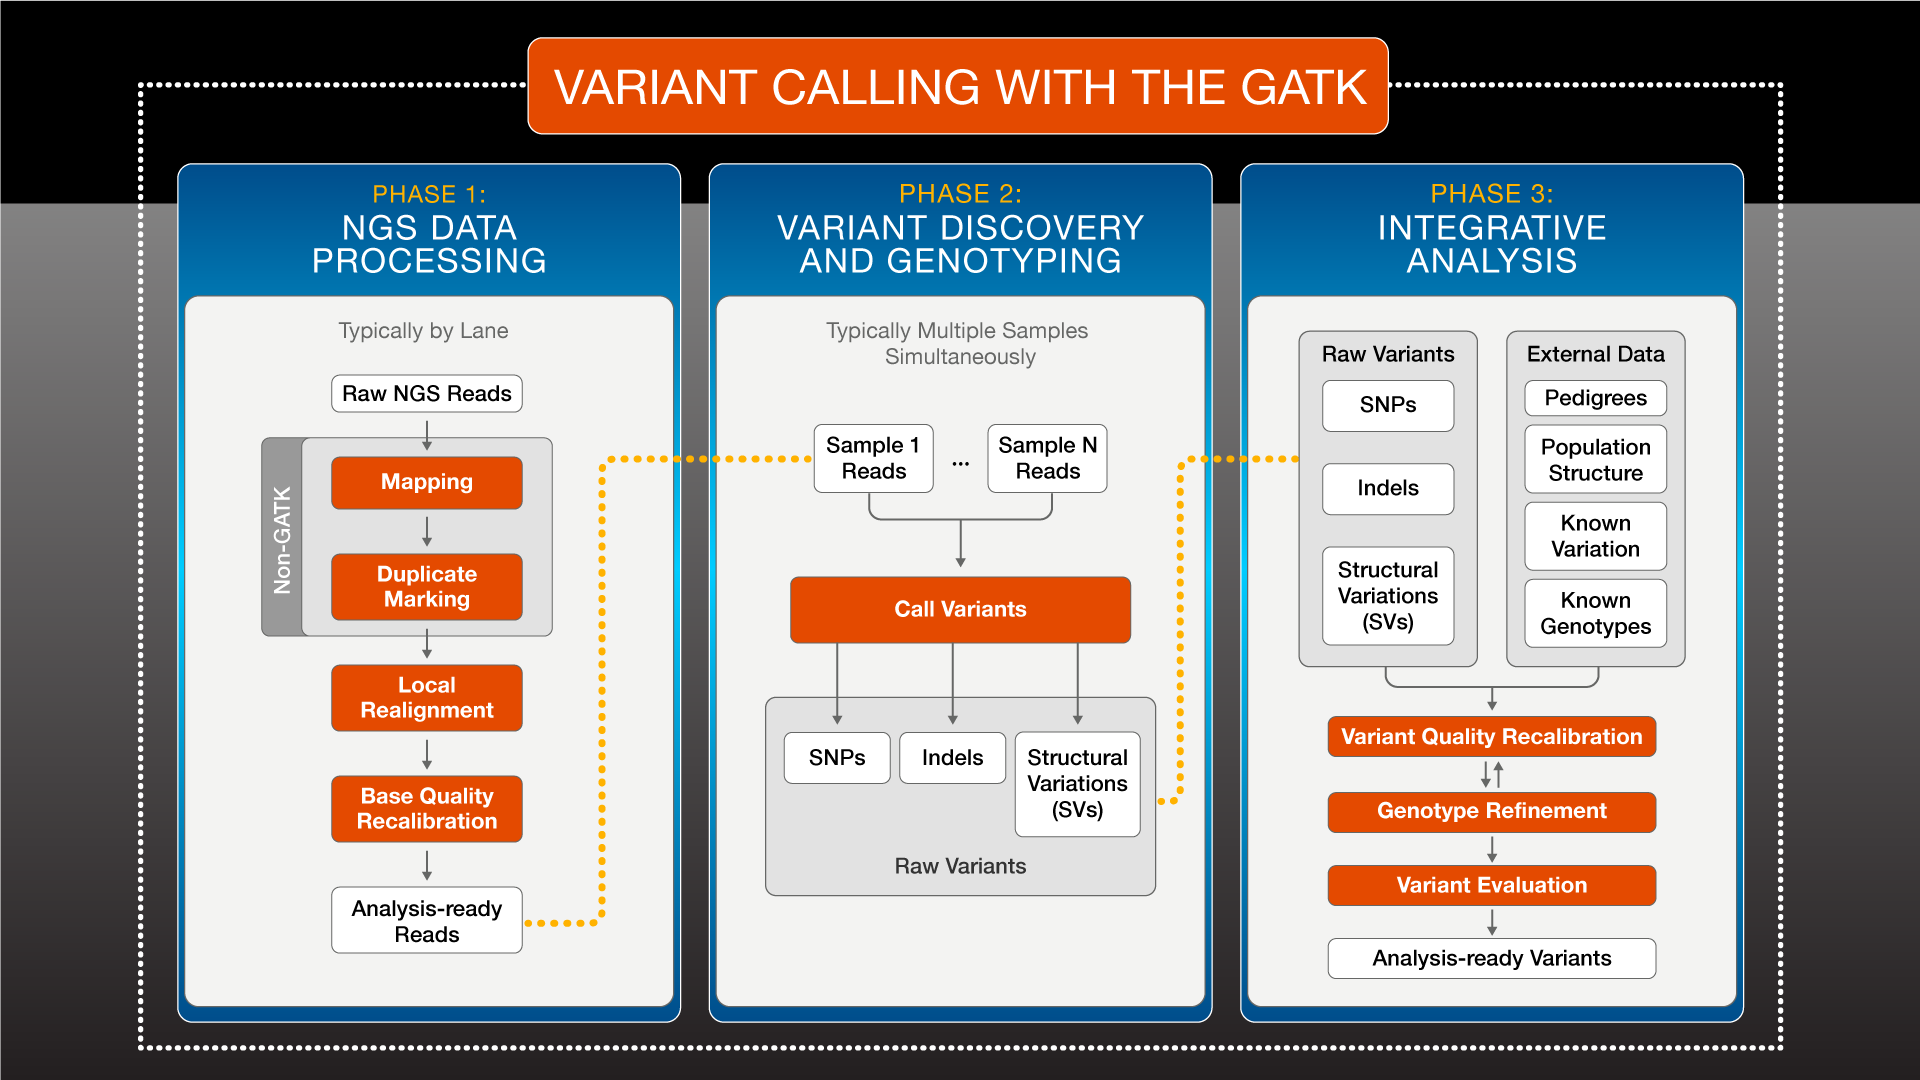 VARIANT CALLING WITH THE GATK
PHASE 1:
NGS DATA
PROCESSING
Typically by Lane
Raw NGS Reads
Non-GATK
Mapping
Duplicate
Marking
Local
Realignment
Base Quality
Recalibration
Analysis-ready
Reads
PHASE 2:
VARIANT DISCOVERY
AND GENOTYPING
Typically Multiple Samples
Simultaneously
Sample 1
Reads
...
Sample N
Reads
Call Variants
SNPs
Indels
Structural
Variations
(SVs)
Raw Variants
PHASE 3:
INTEGRATIVE
ANALYSIS
Raw Variants
SNPs
Indels
Structural
Variations
(SVs)
External Data
Pedigrees
Population
Structure
Known
Variation
Known
Genotypes
Variant Quality Recalibration
Genotype Refinement
Variant Evaluation
Analysis-ready Variants